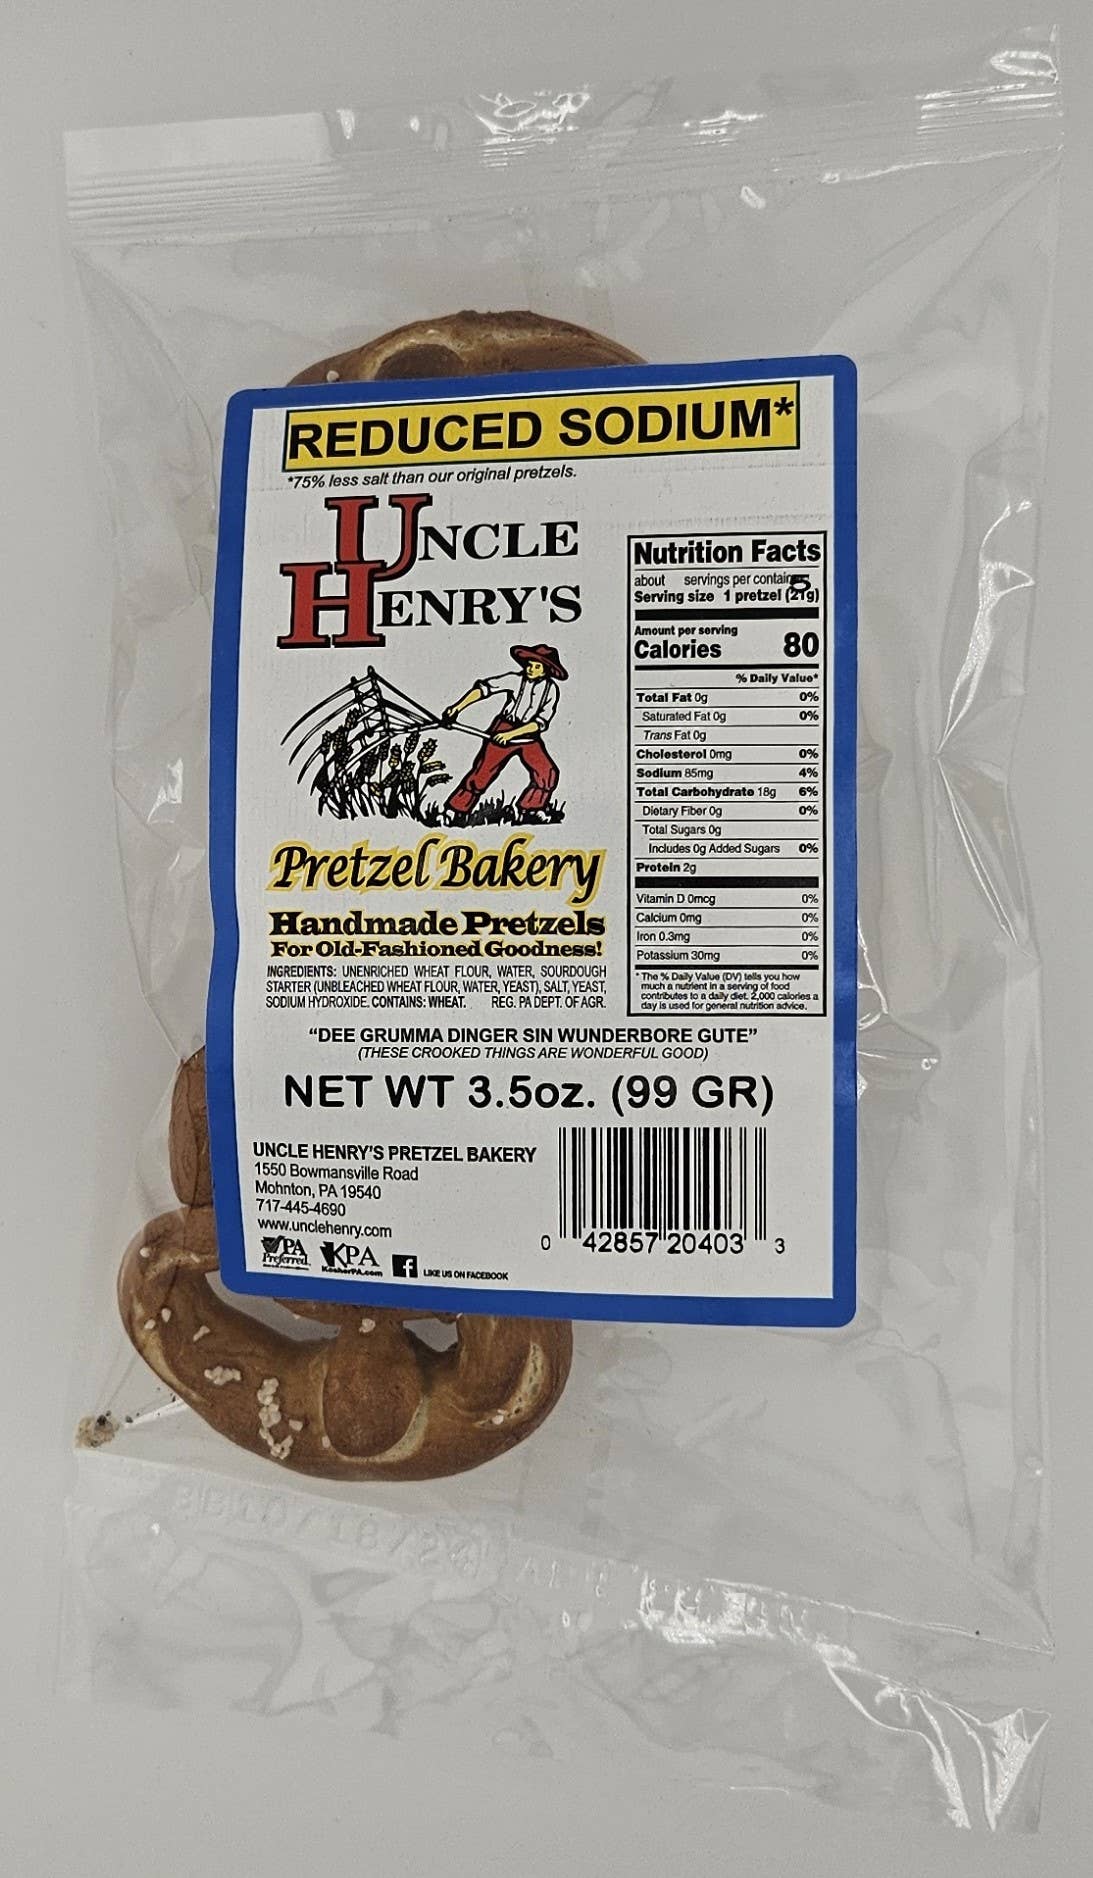 REDUCED SODIUM*
*75% less salt than our original pretzels.
UNCLE
HENRY'S
Pretzel Bakery
Handmade Pretzels
For Old-Fashioned Goodness!
INGREDIENTS: UNENRICHED WHEAT FLOUR, WATER, SOURDOUGH
STARTER (UNBLEACHED WHEAT FLOUR, WATER, YEAST), SALT, YEAST,
SODIUM HYDROXIDE. CONTAINS: WHEAT. REG. PA DEPT. OF AGR.
Nutrition Facts
about 5 servings per container
Serving size 1 pretzel (21g)
Amount per serving
Calories 80
% Daily Value*
Total Fat 0g 0%
Saturated Fat 0g 0%
Trans Fat 0g
Cholesterol 0mg 0%
Sodium 85mg 4%
Total Carbohydrate 18g 6%
Dietary Fiber 0g 0%
Total Sugars 0g
Includes 0g Added Sugars 0%
Protein 2g
Vitamin D 0mcg 0%
Calcium 0mg 0%
Iron 0.3mg 0%
Potassium 30mg 0%
* The % Daily Value (DV) tells you how
much a nutrient in a serving of food
contributes to a daily diet. 2,000 calories a
day is used for general nutrition advice.
"DEE GRUMMA DINGER SIN WUNDERBORE GUTE"
(THESE CROOKED THINGS ARE WONDERFUL GOOD)
NET WT 3.5oz. (99 GR)
UNCLE HENRY'S PRETZEL BAKERY
1550 Bowmansville Road
Mohnton, PA 19540
717-445-4690
www.unclehenry.com
PA Preferred
KPA
KosherPA.com
LIKE US ON FACEBOOK
0 42857 20403 3